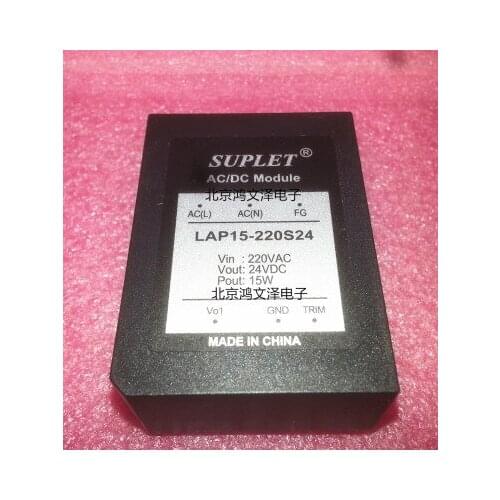 SUPLET®
AC/DC Module
北京鸿文泽电子
AC(L) AC(N) FG
LAP15-220S24
Vin : 220VAC
Vout: 24VDC
Pout: 15W
北京鸿文泽电子
Vo1 GND TRIM
MADE IN CHINA